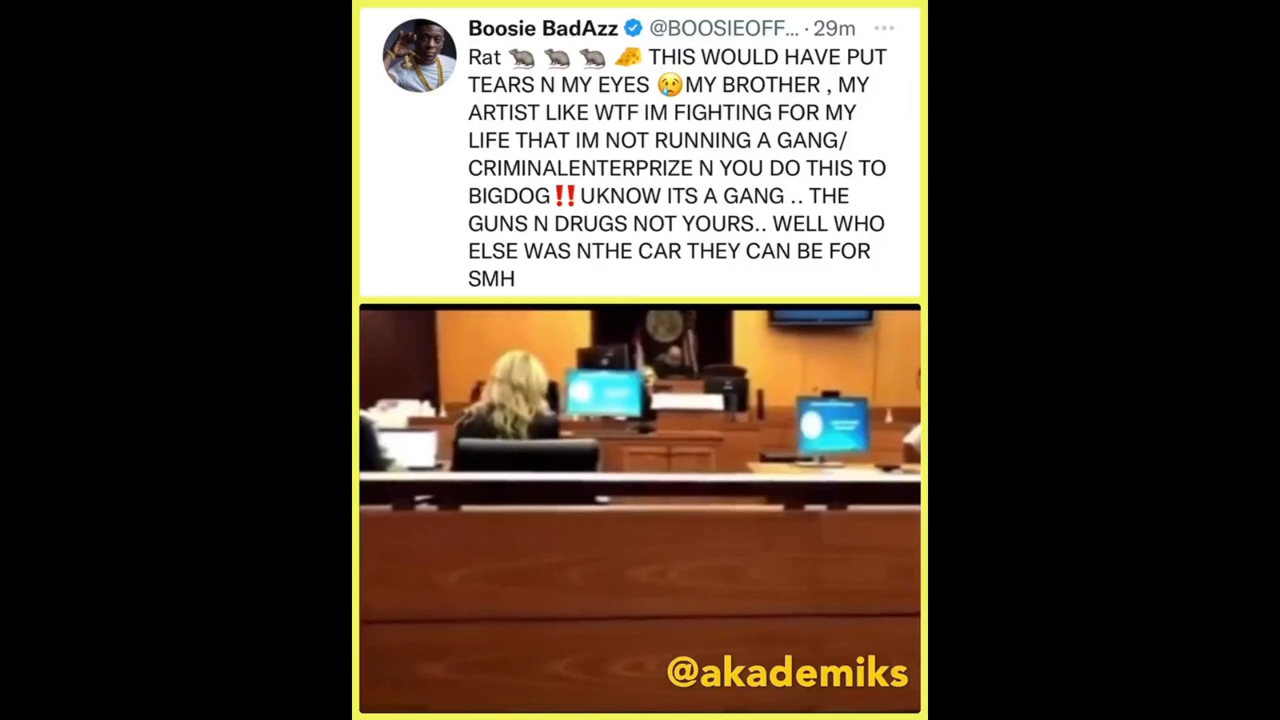 Boosie BadAzz @BOOSIEOFF... · 29m
Rat 🐀 🐀 🐀 🧀 THIS WOULD HAVE PUT
TEARS N MY EYES 😢MY BROTHER , MY
ARTIST LIKE WTF IM FIGHTING FOR MY
LIFE THAT IM NOT RUNNING A GANG/
CRIMINALENTERPRIZE N YOU DO THIS TO
BIGDOG‼️UKNOW ITS A GANG .. THE
GUNS N DRUGS NOT YOURS.. WELL WHO
ELSE WAS NTHE CAR THEY CAN BE FOR
SMH
@akademiks